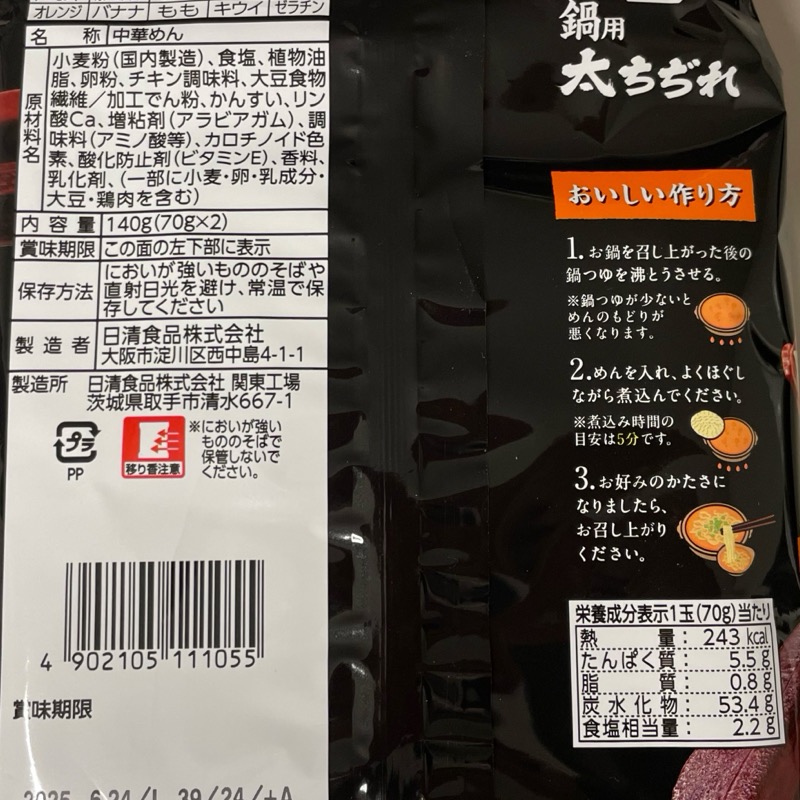 オレンジ バナナ もも キウイ ゼラチン
名称 中華めん
原材料名
小麦粉(国内製造)、食塩、植物油
脂、卵粉、チキン調味料、大豆食物
繊維／加工でん粉、かんすい、リン
酸Ca、増粘剤(アラビアガム)、調
味料(アミノ酸等)、カロチノイド色
素、酸化防止剤(ビタミンE)、香料、
乳化剤、(一部に小麦・卵・乳成分・
大豆・鶏肉を含む)
内容量 140g(70g×2)
賞味期限 この面の左下部に表示
保存方法
においが強いもののそばや
直射日光を避け、常温で保
存してください
製造者
日清食品株式会社
大阪市淀川区西中島4-1-1
製造所 日清食品株式会社 関東工場
茨城県取手市清水667-1
プラ
PP
移り香注意
※においが強い
もののそばで
保管しないで
ください。
4 902105 111055
賞味期限
2025. 6.24/L 39/24/+A
鍋用
太ちぢれ
おいしい作り方
1.お鍋を召し上がった後の
鍋つゆを沸とうさせる。
※鍋つゆが少ないと
めんのもどりが
悪くなります。
2.めんを入れ、よくほぐし
ながら煮込んでください。
※煮込み時間の
目安は5分です。
3.お好みのかたさに
なりましたら、
お召し上がり
ください。
栄養成分表示1玉(70g)当たり
熱量: 243 kcal
たんぱく質: 5.5g
脂質: 0.8g
炭水化物: 53.4g
食塩相当量: 2.2g